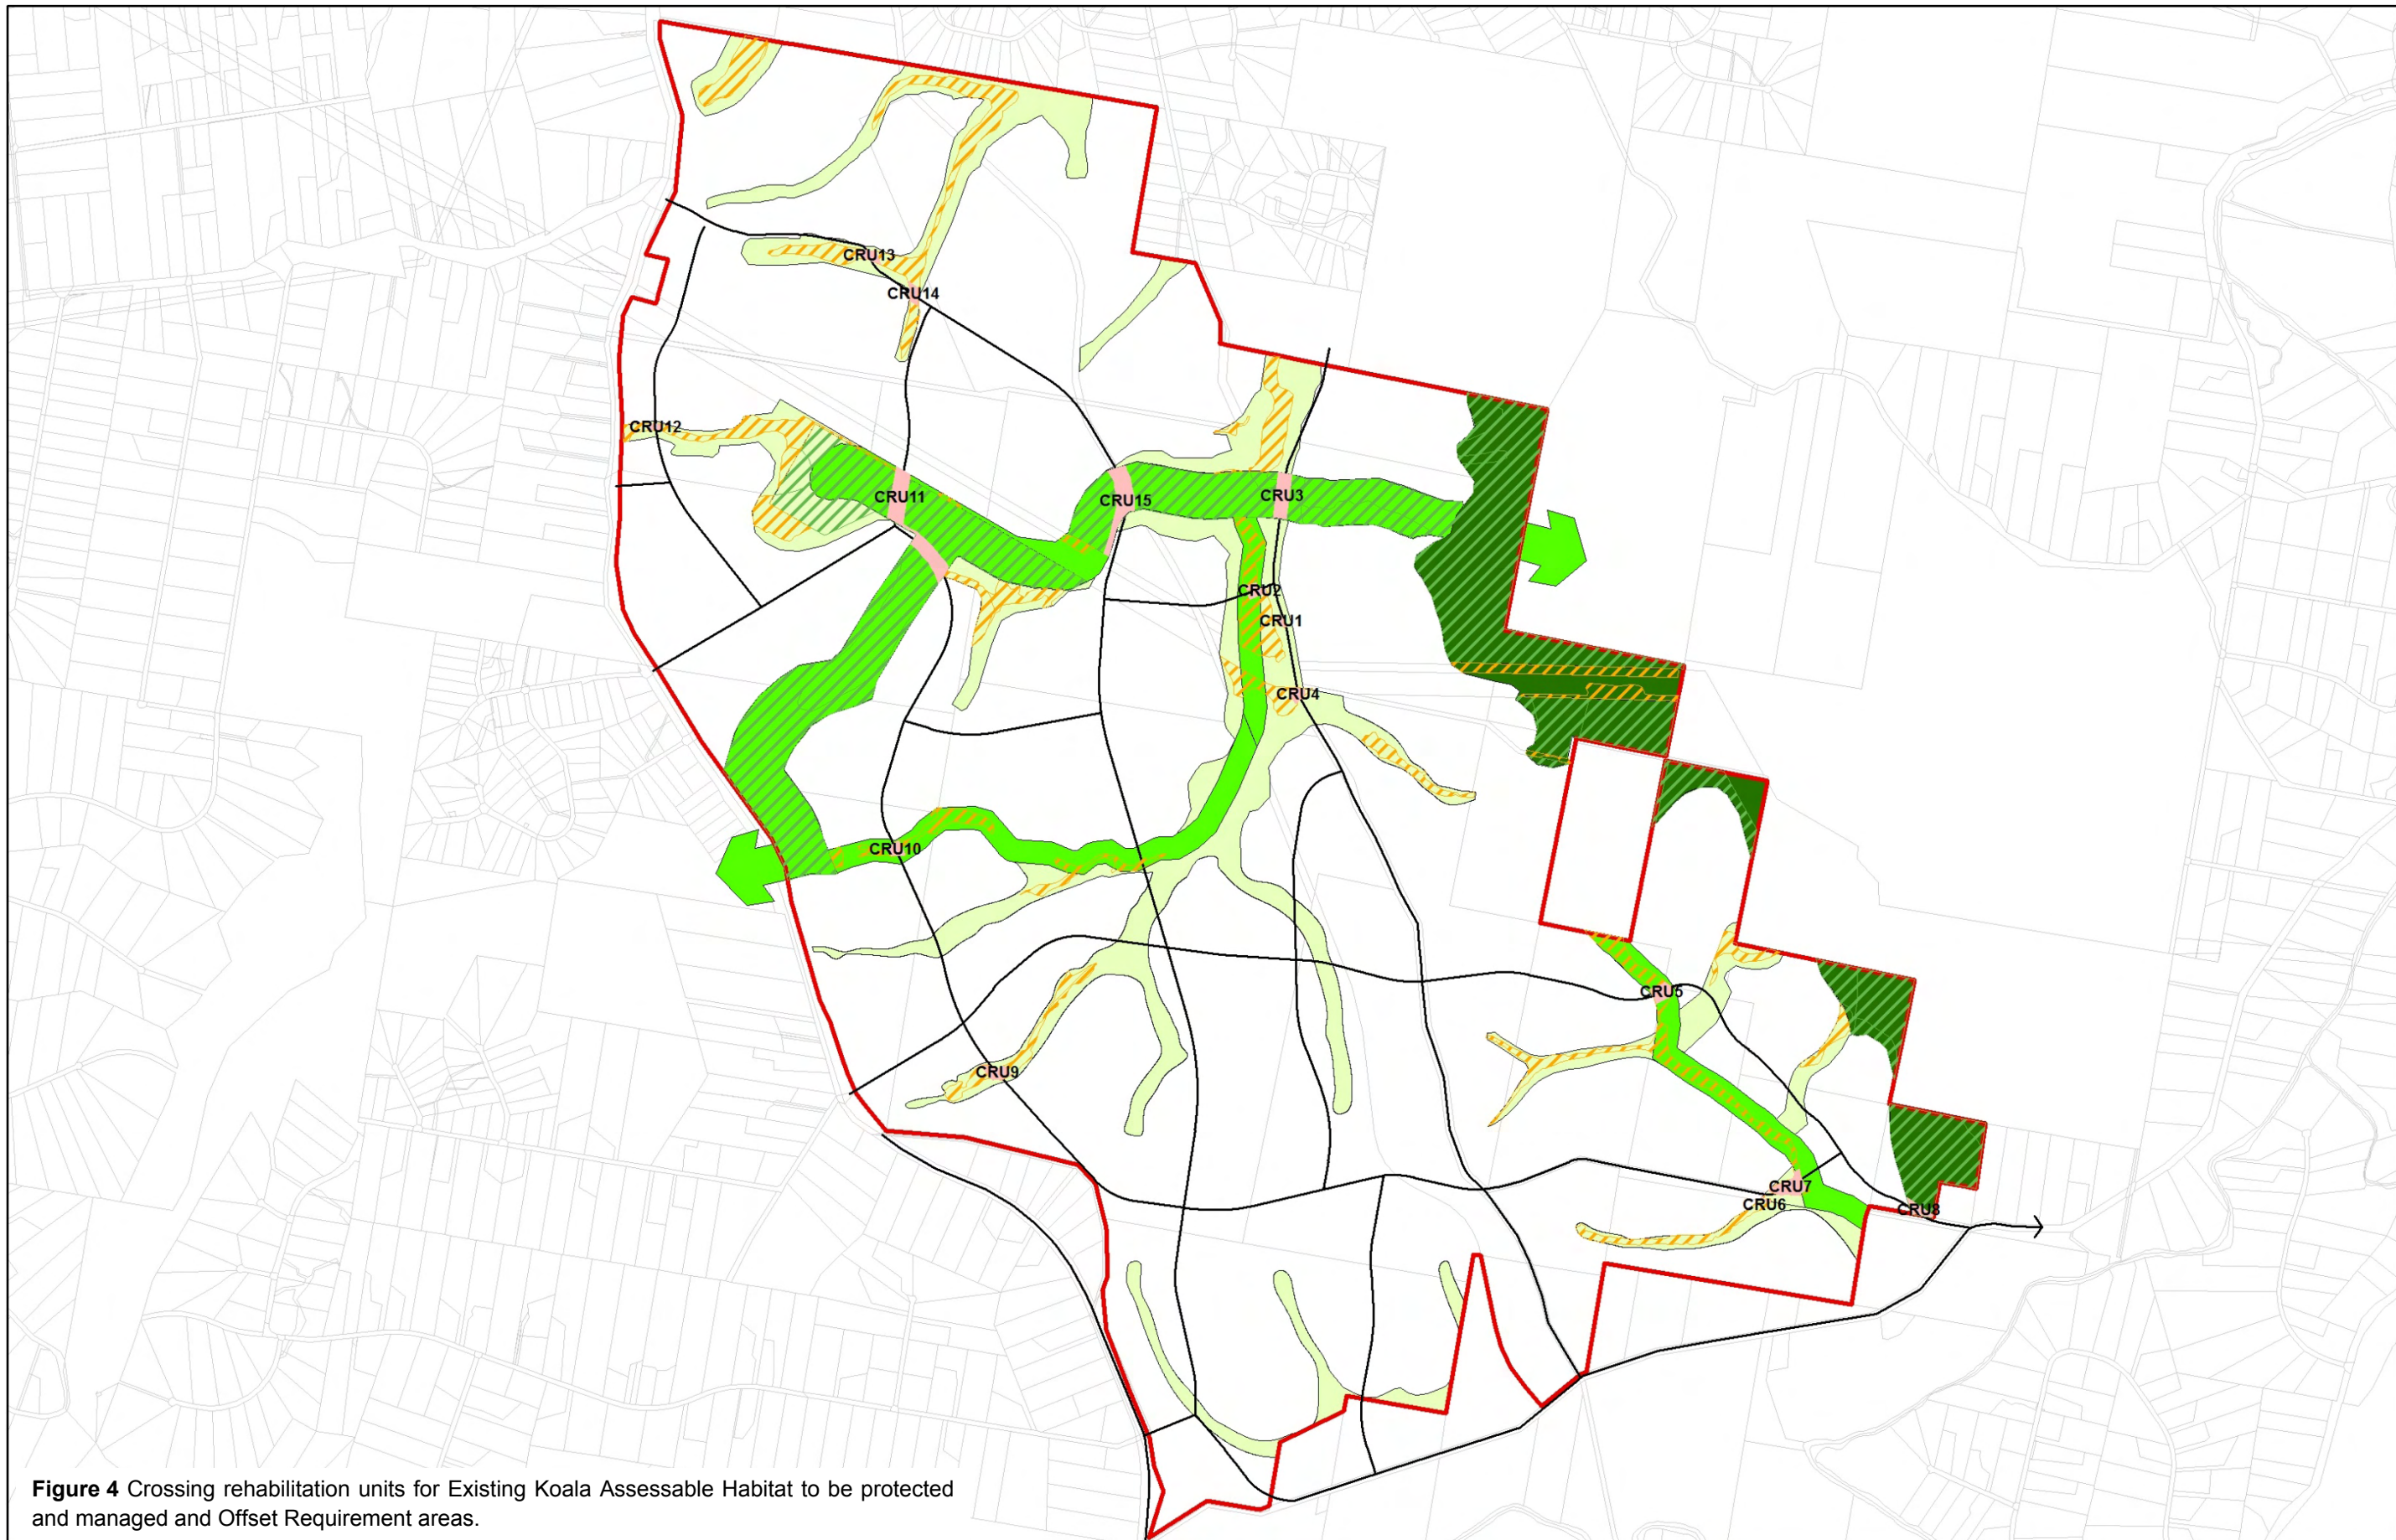 CRU13
CRU14
CRU12
CRU11
CRU15
CRU3
CRU2
CRU1
CRU4
CRU10
CRU5
CRU9
CRU7
CRU6
CRU8
Figure 4 Crossing rehabilitation units for Existing Koala Assessable Habitat to be protected
and managed and Offset Requirement areas.